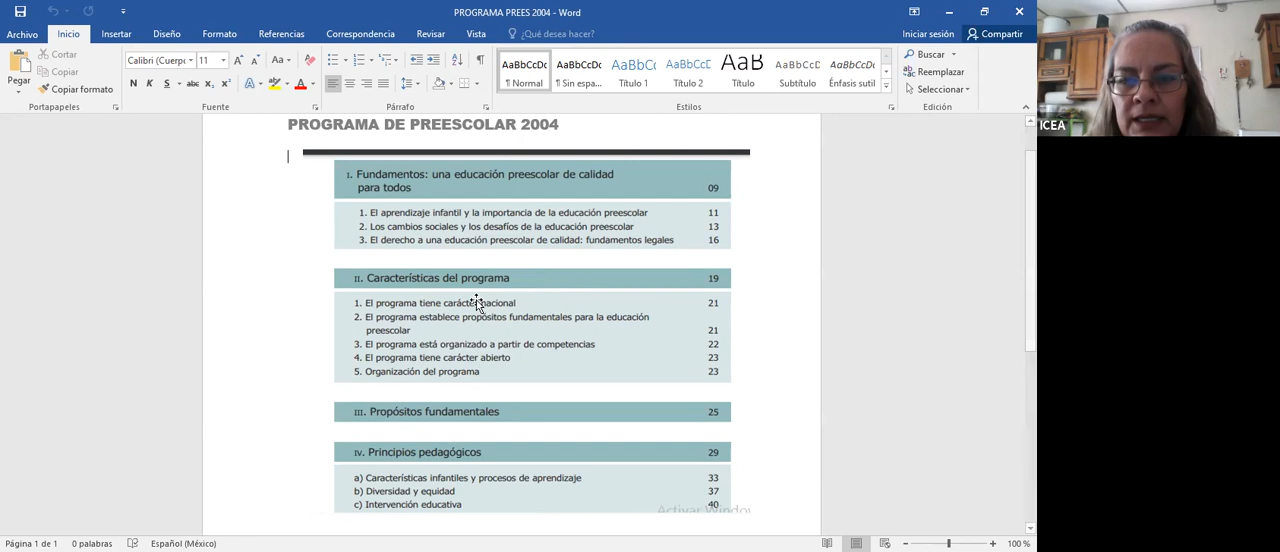 PROGRAMA PREES 2004 - Word
Archivo Inicio Insertar Diseño Formato Referencias Correspondencia Revisar Vista ¿Qué desea hacer? Iniciar sesión Compartir
Pegar
Cortar
Copiar
Copiar formato
Portapapeles
Calibri (Cuerpo 11
N K S abc
Fuente
Párrafo
AaBbCcDc AaBbCcDc AaBbCc AaBbCcD AaB AaBbCcD AaBbCcDc
¶ Normal ¶ Sin espa... Título 1 Título 2 Título Subtítulo Énfasis sutil
Estilos
Buscar
Reemplazar
Seleccionar
Edición
ICEA
PROGRAMA DE PREESCOLAR 2004
I. Fundamentos: una educación preescolar de calidad
para todos 09
1. El aprendizaje infantil y la importancia de la educación preescolar 11
2. Los cambios sociales y los desafíos de la educación preescolar 13
3. El derecho a una educación preescolar de calidad: fundamentos legales 16
II. Características del programa 19
1. El programa tiene carácter nacional 21
2. El programa establece propósitos fundamentales para la educación
preescolar 21
3. El programa está organizado a partir de competencias 22
4. El programa tiene carácter abierto 23
5. Organización del programa 23
III. Propósitos fundamentales 25
IV. Principios pedagógicos 29
a) Características infantiles y procesos de aprendizaje 33
b) Diversidad y equidad 37
c) Intervención educativa 40
Activar Window
Página 1 de 1 0 palabras Español (México) 100 %